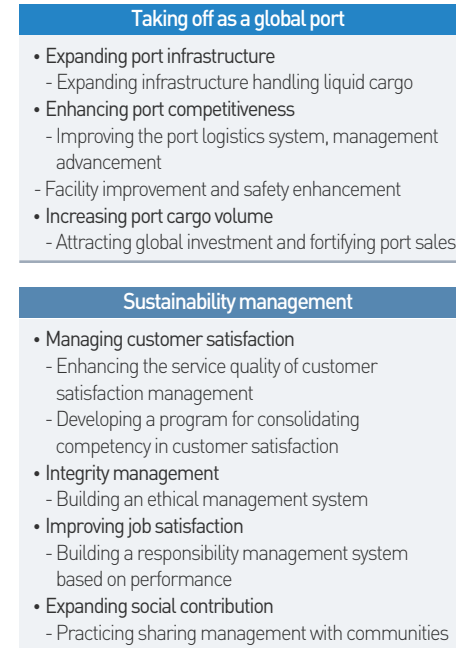 Taking off as a global port
• Expanding port infrastructure
- Expanding infrastructure handling liquid cargo
• Enhancing port competitiveness
- Improving the port logistics system, management
advancement
- Facility improvement and safety enhancement
• Increasing port cargo volume
- Attracting global investment and fortifying port sales
Sustainability management
• Managing customer satisfaction
- Enhancing the service quality of customer
satisfaction management
- Developing a program for consolidating
competency in customer satisfaction
• Integrity management
- Building an ethical management system
• Improving job satisfaction
- Building a responsibility management system
based on performance
• Expanding social contribution
- Practicing sharing management with communities